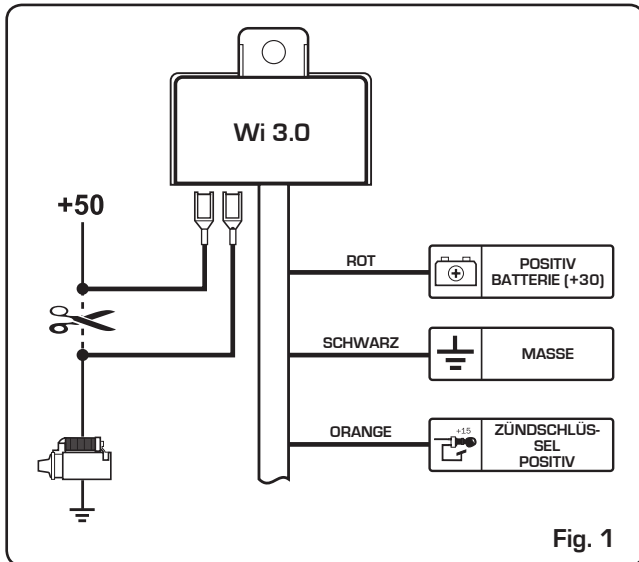 Wi 3.0
+50
ROT
POSITIV
BATTERIE (+30)
SCHWARZ
MASSE
ORANGE
+15
ZÜNDSCHLÜS-
SEL
POSITIV
Fig. 1